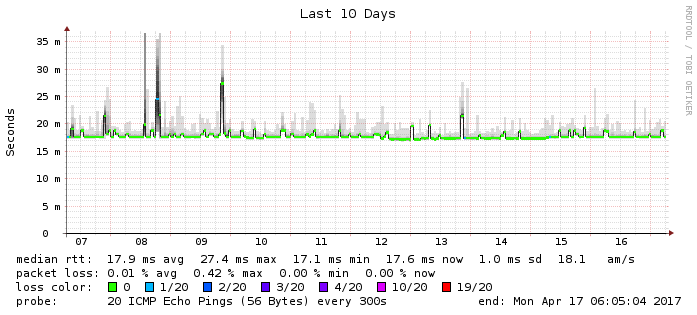 Last 10 Days
RRDTOOL / TOBI OETIKER
Seconds
35 m
30 m
25 m
20 m
15 m
10 m
5 m
0
07 08 09 10 11 12 13 14 15 16
median rtt: 17.9 ms avg 27.4 ms max 17.1 ms min 17.6 ms now 1.0 ms sd 18.1 am/s
packet loss: 0.01 % avg 0.42 % max 0.00 % min 0.00 % now
loss color: 0 1/20 2/20 3/20 4/20 10/20 19/20
probe: 20 ICMP Echo Pings (56 Bytes) every 300s end: Mon Apr 17 06:05:04 2017